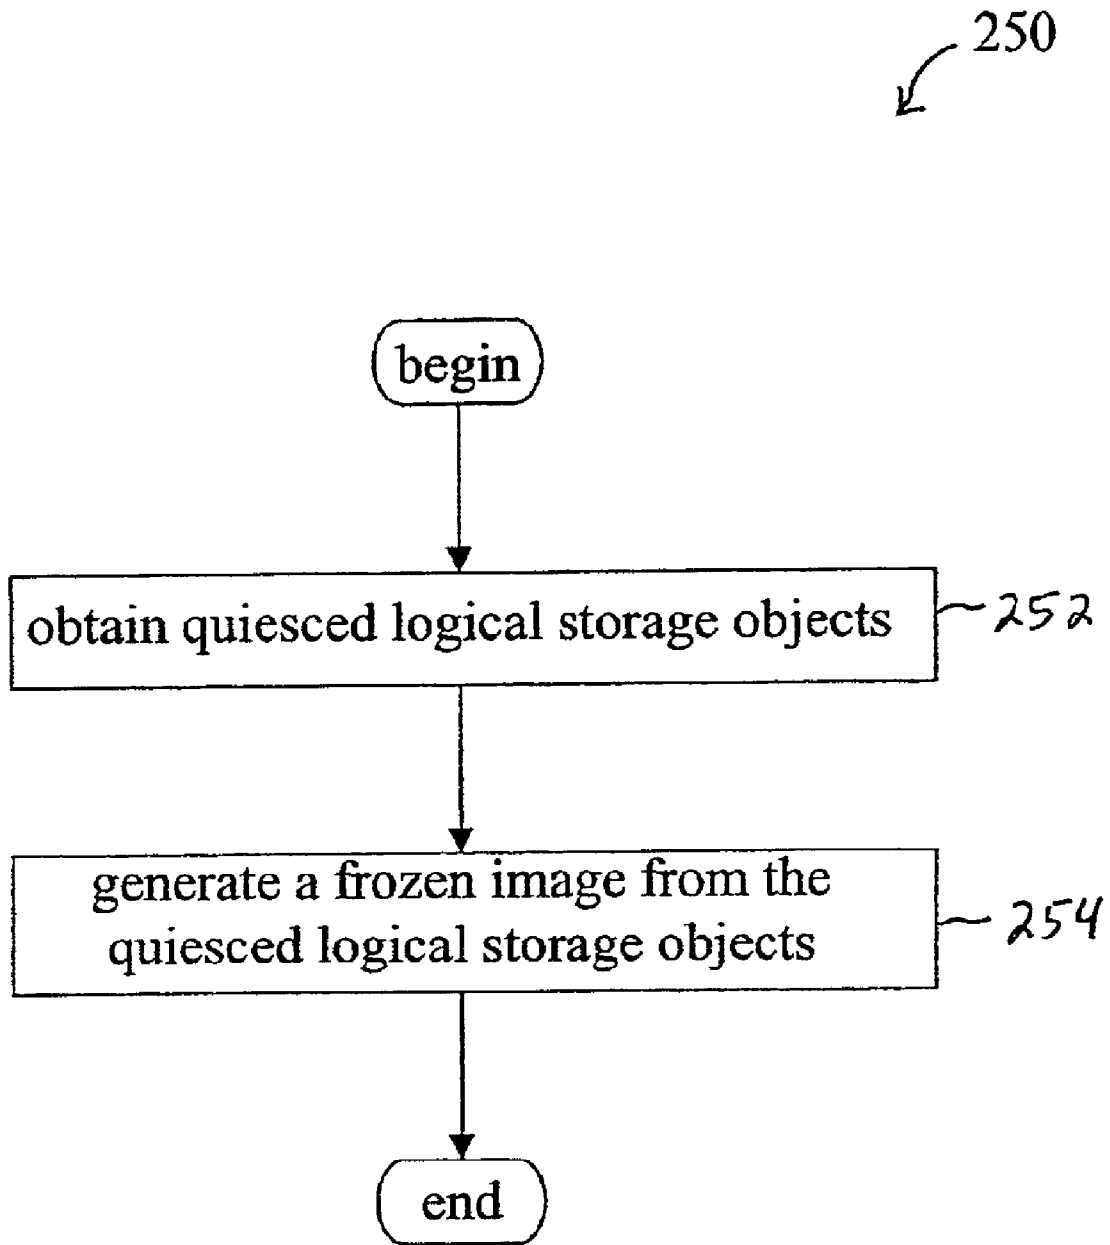 250
begin
obtain quiesced logical storage objects
252
generate a frozen image from the
quiesced logical storage objects
254
end